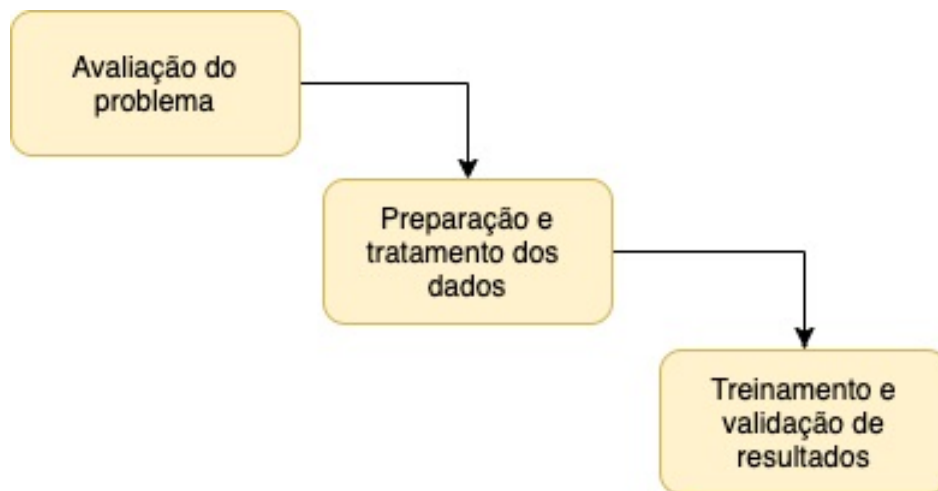 Avaliação do
problema
Preparação e
tratamento dos
dados
Treinamento e
validação de
resultados